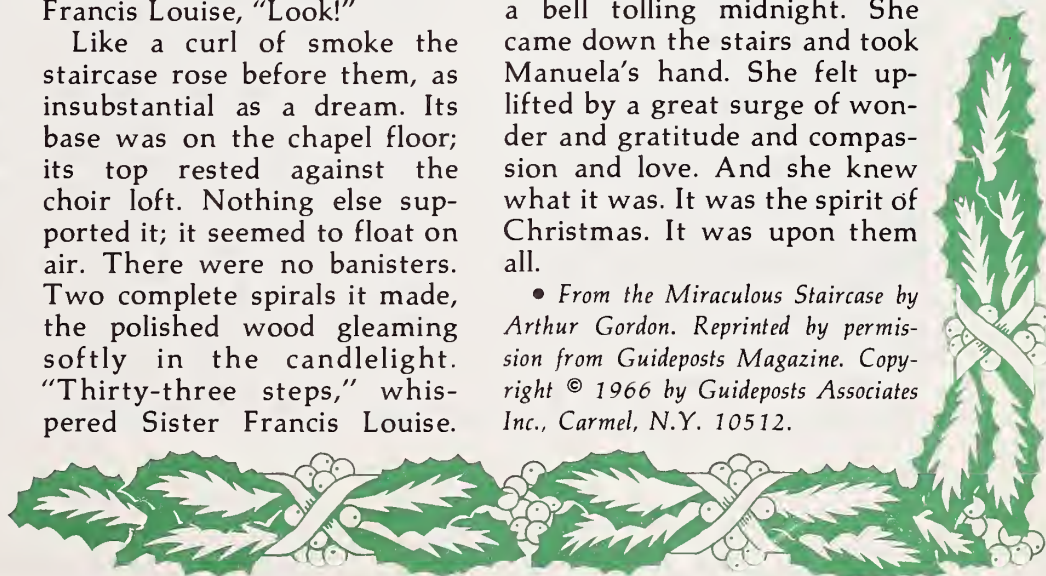 Francis Louise, "Look!"
Like a curl of smoke the
staircase rose before them, as
insubstantial as a dream. Its
base was on the chapel floor;
its top rested against the
choir loft. Nothing else sup-
ported it; it seemed to float on
air. There were no banisters.
Two complete spirals it made,
the polished wood gleaming
softly in the candlelight.
"Thirty-three steps," whis-
pered Sister Francis Louise.
a bell tolling midnight. She
came down the stairs and took
Manuela's hand. She felt up-
lifted by a great surge of won-
der and gratitude and compas-
sion and love. And she knew
what it was. It was the spirit of
Christmas. It was upon them
all.
• From the Miraculous Staircase by
Arthur Gordon. Reprinted by permis-
sion from Guideposts Magazine. Copy-
right © 1966 by Guideposts Associates
Inc., Carmel, N.Y. 10512.